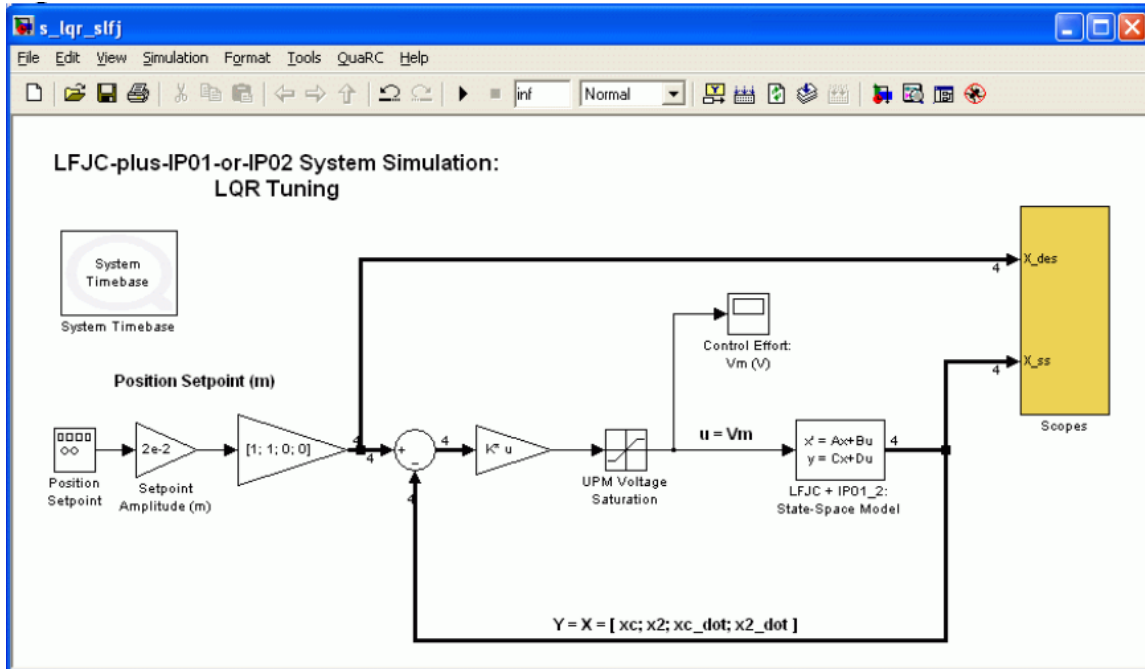 s_lqr_slfj
File Edit View Simulation Format Tools QuaRC Help
inf Normal
LFJC-plus-IP01-or-IP02 System Simulation:
LQR Tuning
System
Timebase
System Timebase
X_des
4
Control Effort:
Vm (V)
X_ss
4
Scopes
Position Setpoint (m)
2e-2
[1; 1; 0; 0]
4
4
+
-
4
4
K* u
u = Vm
x' = Ax+Bu
y = Cx+Du
4
Position
Setpoint
Setpoint
Amplitude (m)
UPM Voltage
Saturation
LFJC + IP01_2:
State-Space Model
Y = X = [ xc; x2; xc_dot; x2_dot ]